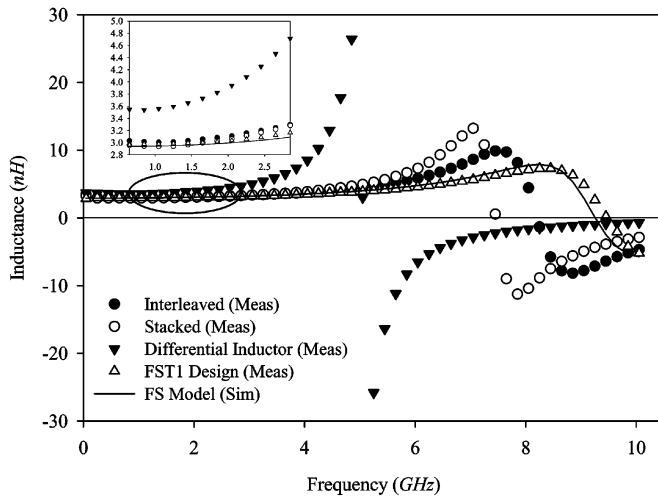 30
20
10
0
-10
-20
-30
Inductance (nH)
5.0
4.8
4.6
4.4
4.2
4.0
3.8
3.6
3.4
3.2
3.0
2.8
1.0 1.5 2.0 2.5
Interleaved (Meas)
Stacked (Meas)
Differential Inductor (Meas)
FST1 Design (Meas)
FS Model (Sim)
0 2 4 6 8 10
Frequency (GHz)